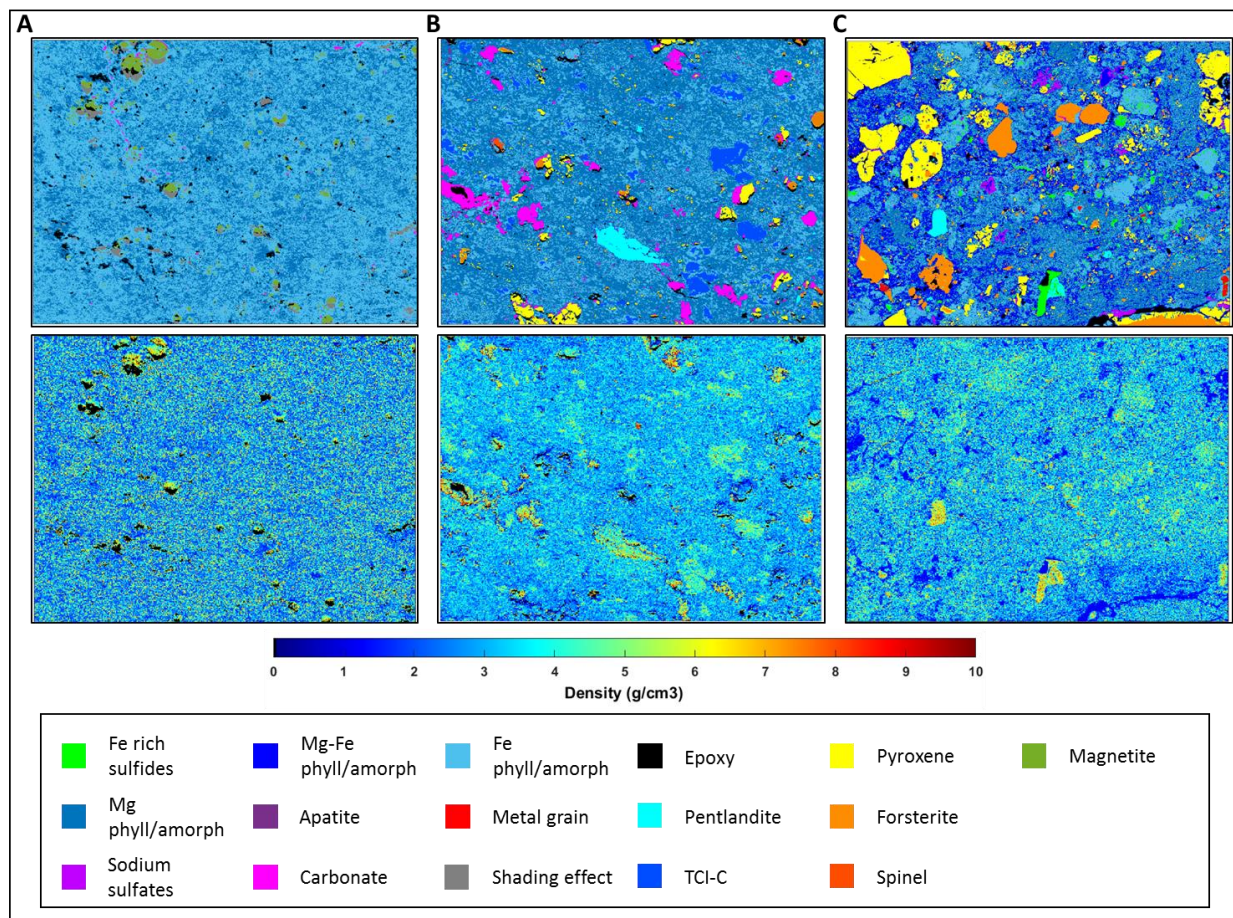 A
B
C
0 1 2 3 4 5 6 7 8 9 10
Density (g/cm3)
Fe rich
sulfides
Mg-Fe
phyll/amorph
Fe
phyll/amorph
Epoxy
Pyroxene
Magnetite
Mg
phyll/amorph
Apatite
Metal grain
Pentlandite
Forsterite
Sodium
sulfates
Carbonate
Shading effect
TCI-C
Spinel